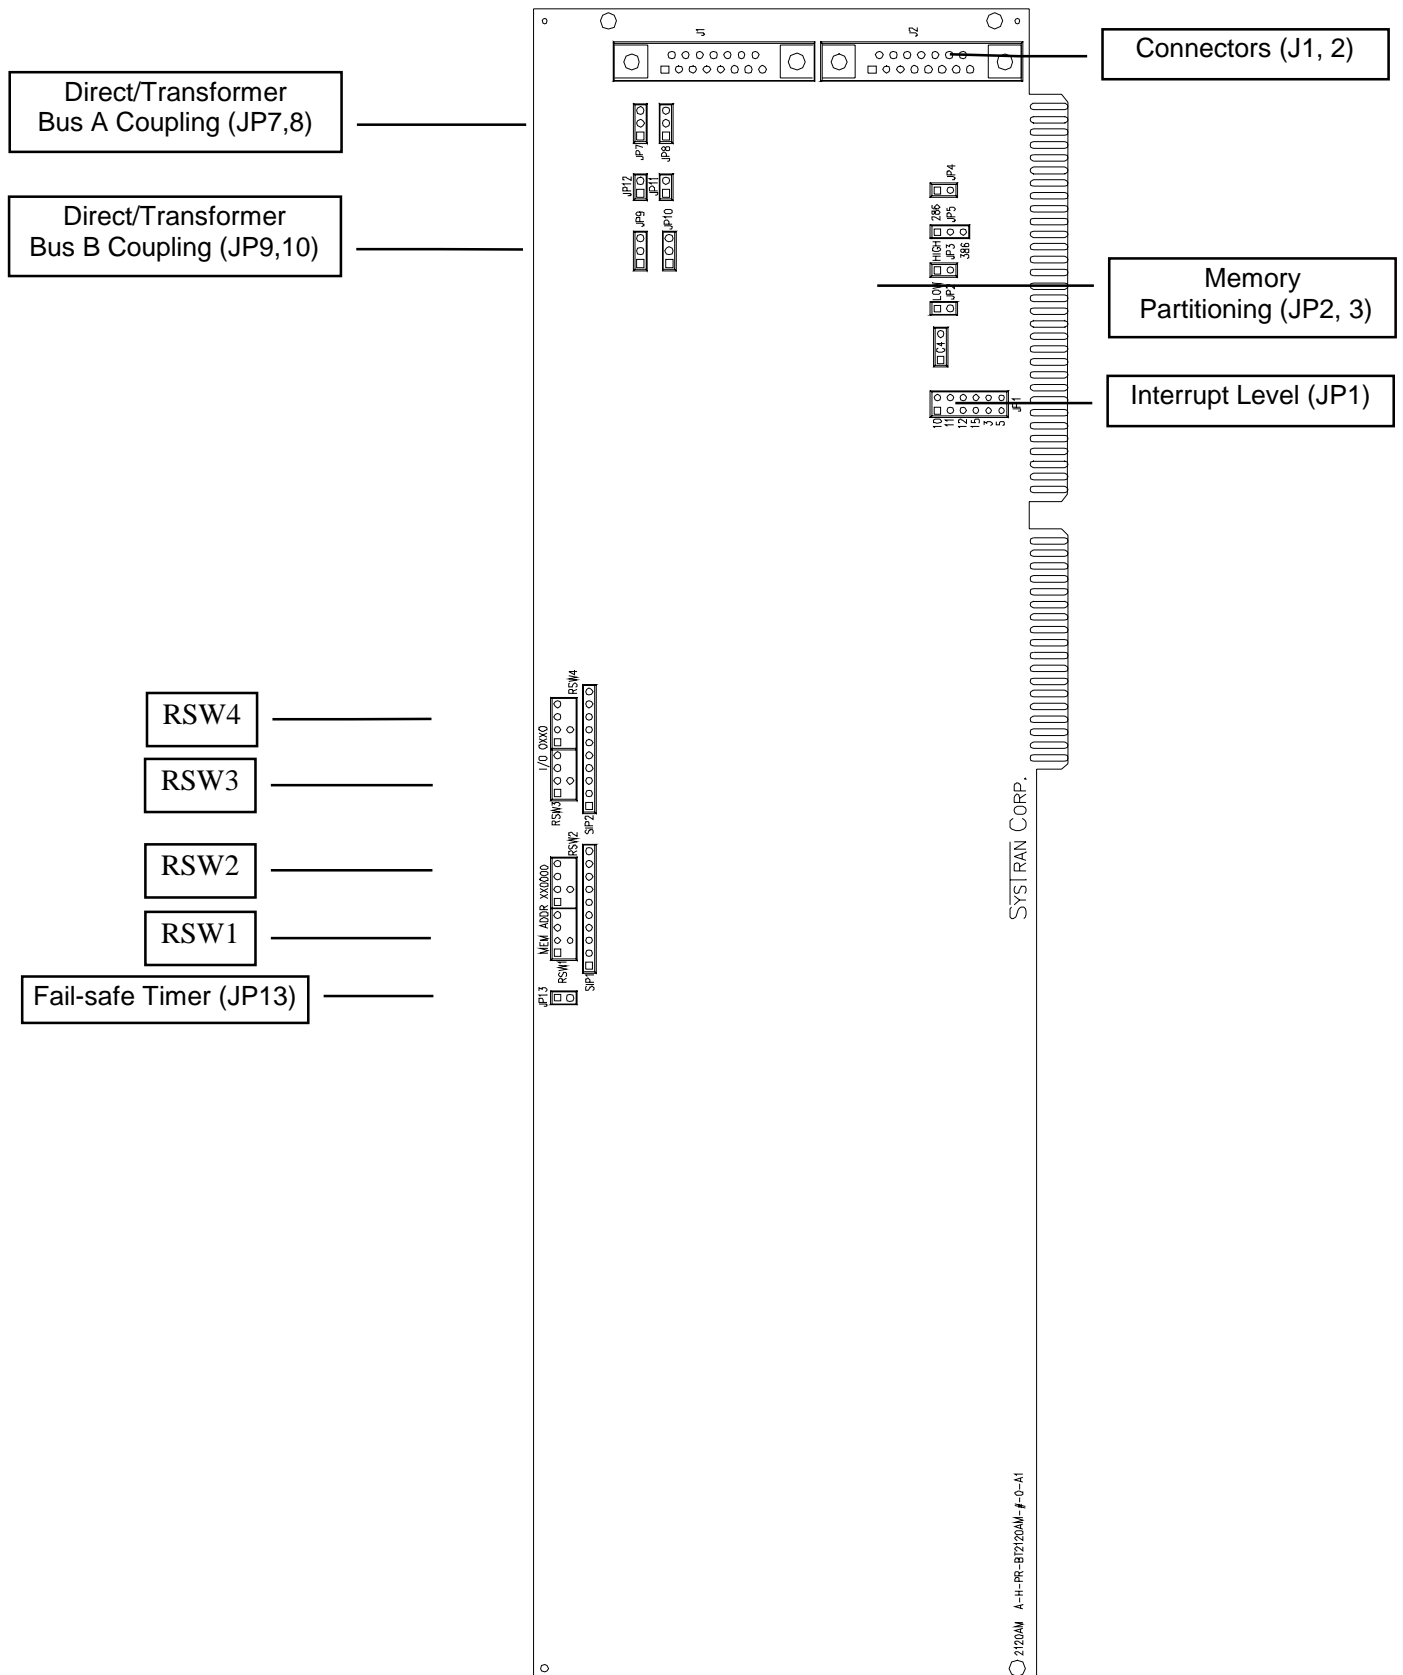 J1
J2
Connectors (J1, 2)
Direct/Transformer
Bus A Coupling (JP7,8)
JP7
JP8
JP12
JP11
JP4
Direct/Transformer
Bus B Coupling (JP9,10)
JP9
JP10
286
JP5
386
HIGH
JP3
LOW
JP2
Memory
Partitioning (JP2, 3)
C4
Interrupt Level (JP1)
JP1
10
11
12
15
3
5
RSW4
RSW4
I/O 0XX0
RSW3
RSW3
SIP2
RSW2
RSW2
MEM ADDR XX0000
RSW1
RSW1
SIP1
Fail-safe Timer (JP13)
JP13
SYSTRAN CORP.
2120AM A-H-PR-BT2120AM-#-0-A1